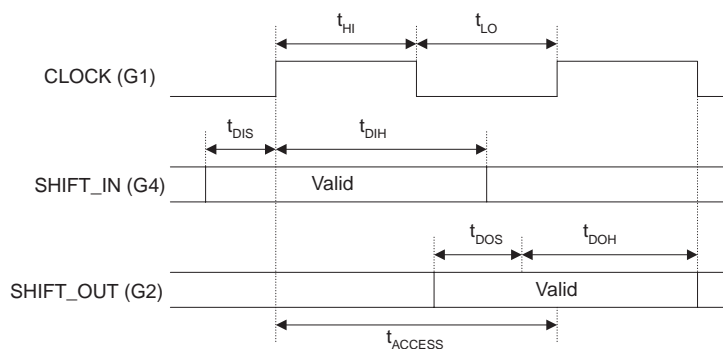 tHI
tLO
CLOCK (G1)
tDIS
tDIH
SHIFT_IN (G4)
Valid
tDOS
tDOH
SHIFT_OUT (G2)
Valid
tACCESS